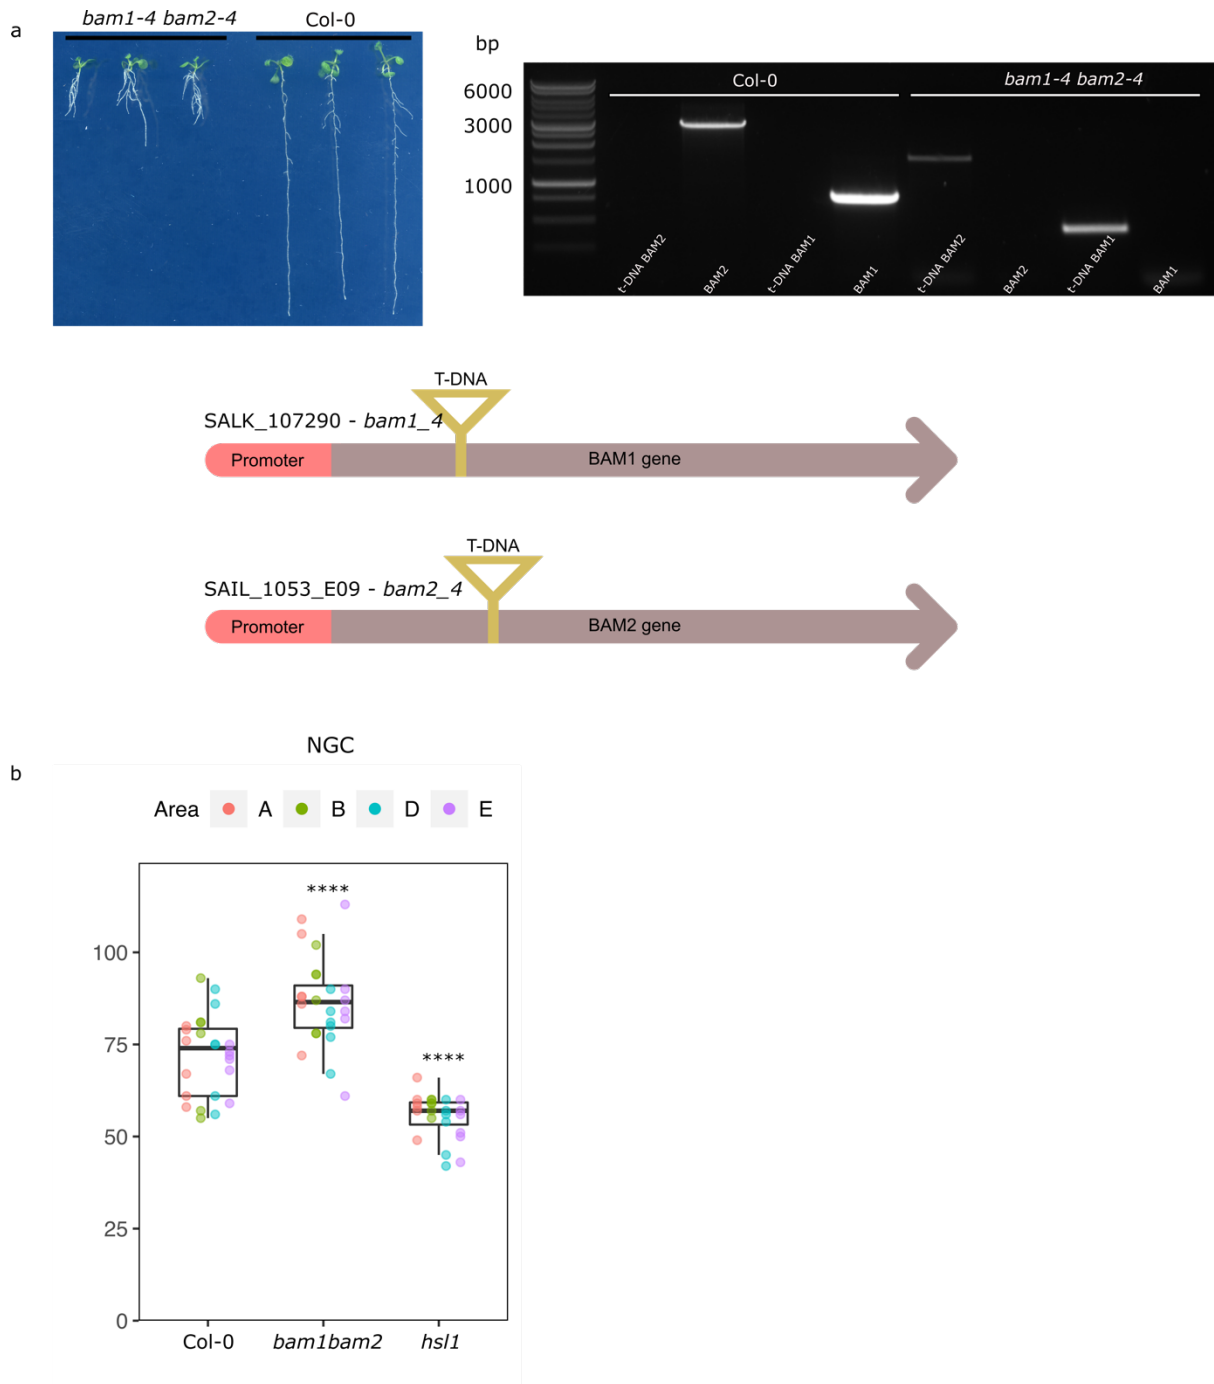 a
bam1-4 bam2-4 Col-0
bp
6000
3000
1000
Col-0 bam1-4 bam2-4
t-DNA BAM2 BAM2 t-DNA BAM1 BAM1 t-DNA BAM2 BAM2 t-DNA BAM1 BAM1
T-DNA
SALK_107290 - bam1_4
Promoter BAM1 gene
T-DNA
SAIL_1053_E09 - bam2_4
Promoter BAM2 gene
b
NGC
Area A B D E
**** 
****
100
75
50
25
0
Col-0 bam1bam2 hsl1